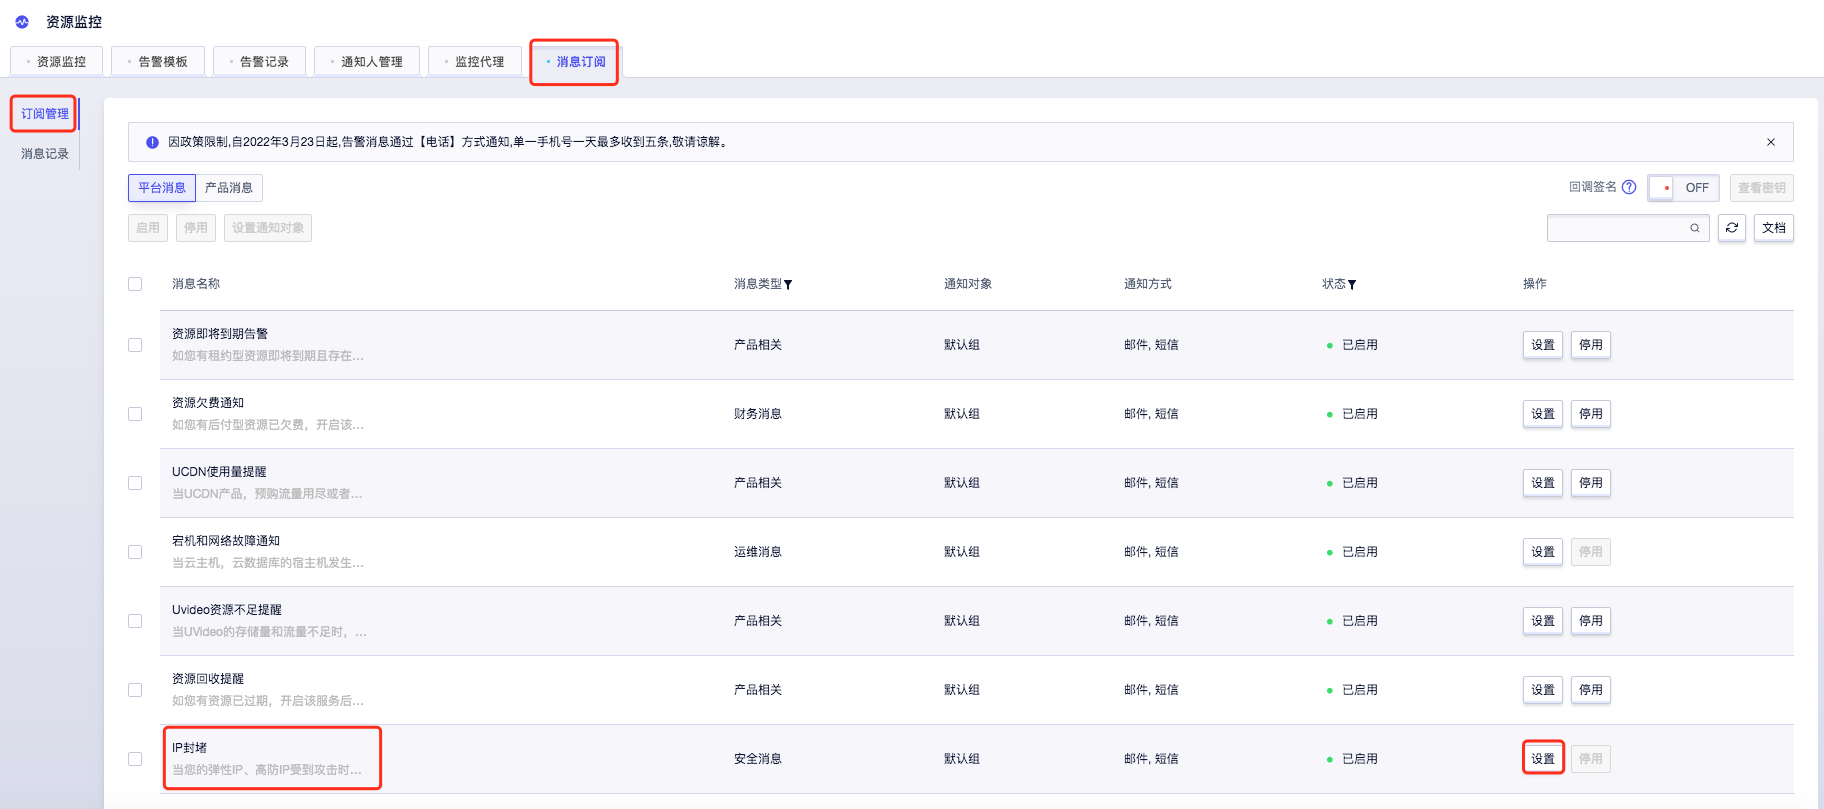 资源监控
资源监控
告警模板
告警记录
通知人管理
监控代理
消息订阅
订阅管理
消息记录
因政策限制,自2022年3月23日起,告警消息通过【电话】方式通知,单一手机号一天最多收到五条,敬请谅解。
平台消息
产品消息
回调签名
OFF
查看密钥
启用
停用
设置通知对象
文档
消息名称
消息类型
通知对象
通知方式
状态
操作
资源即将到期告警
如您有租约型资源即将到期且存在...
产品相关
默认组
邮件, 短信
已启用
设置
停用
资源欠费通知
如您有后付型资源已欠费，开启该...
财务消息
默认组
邮件, 短信
已启用
设置
停用
UCDN使用量提醒
当UCDN产品，预购流量用尽或者...
产品相关
默认组
邮件, 短信
已启用
设置
停用
宕机和网络故障通知
当云主机，云数据库的宿主机发生...
运维消息
默认组
邮件, 短信
已启用
设置
停用
Uvideo资源不足提醒
当UVideo的存储量和流量不足时，...
产品相关
默认组
邮件, 短信
已启用
设置
停用
资源回收提醒
如您有资源已过期，开启该服务后...
产品相关
默认组
邮件, 短信
已启用
设置
停用
IP封堵
当您的弹性IP、高防IP受到攻击时...
安全消息
默认组
邮件, 短信
已启用
设置
停用